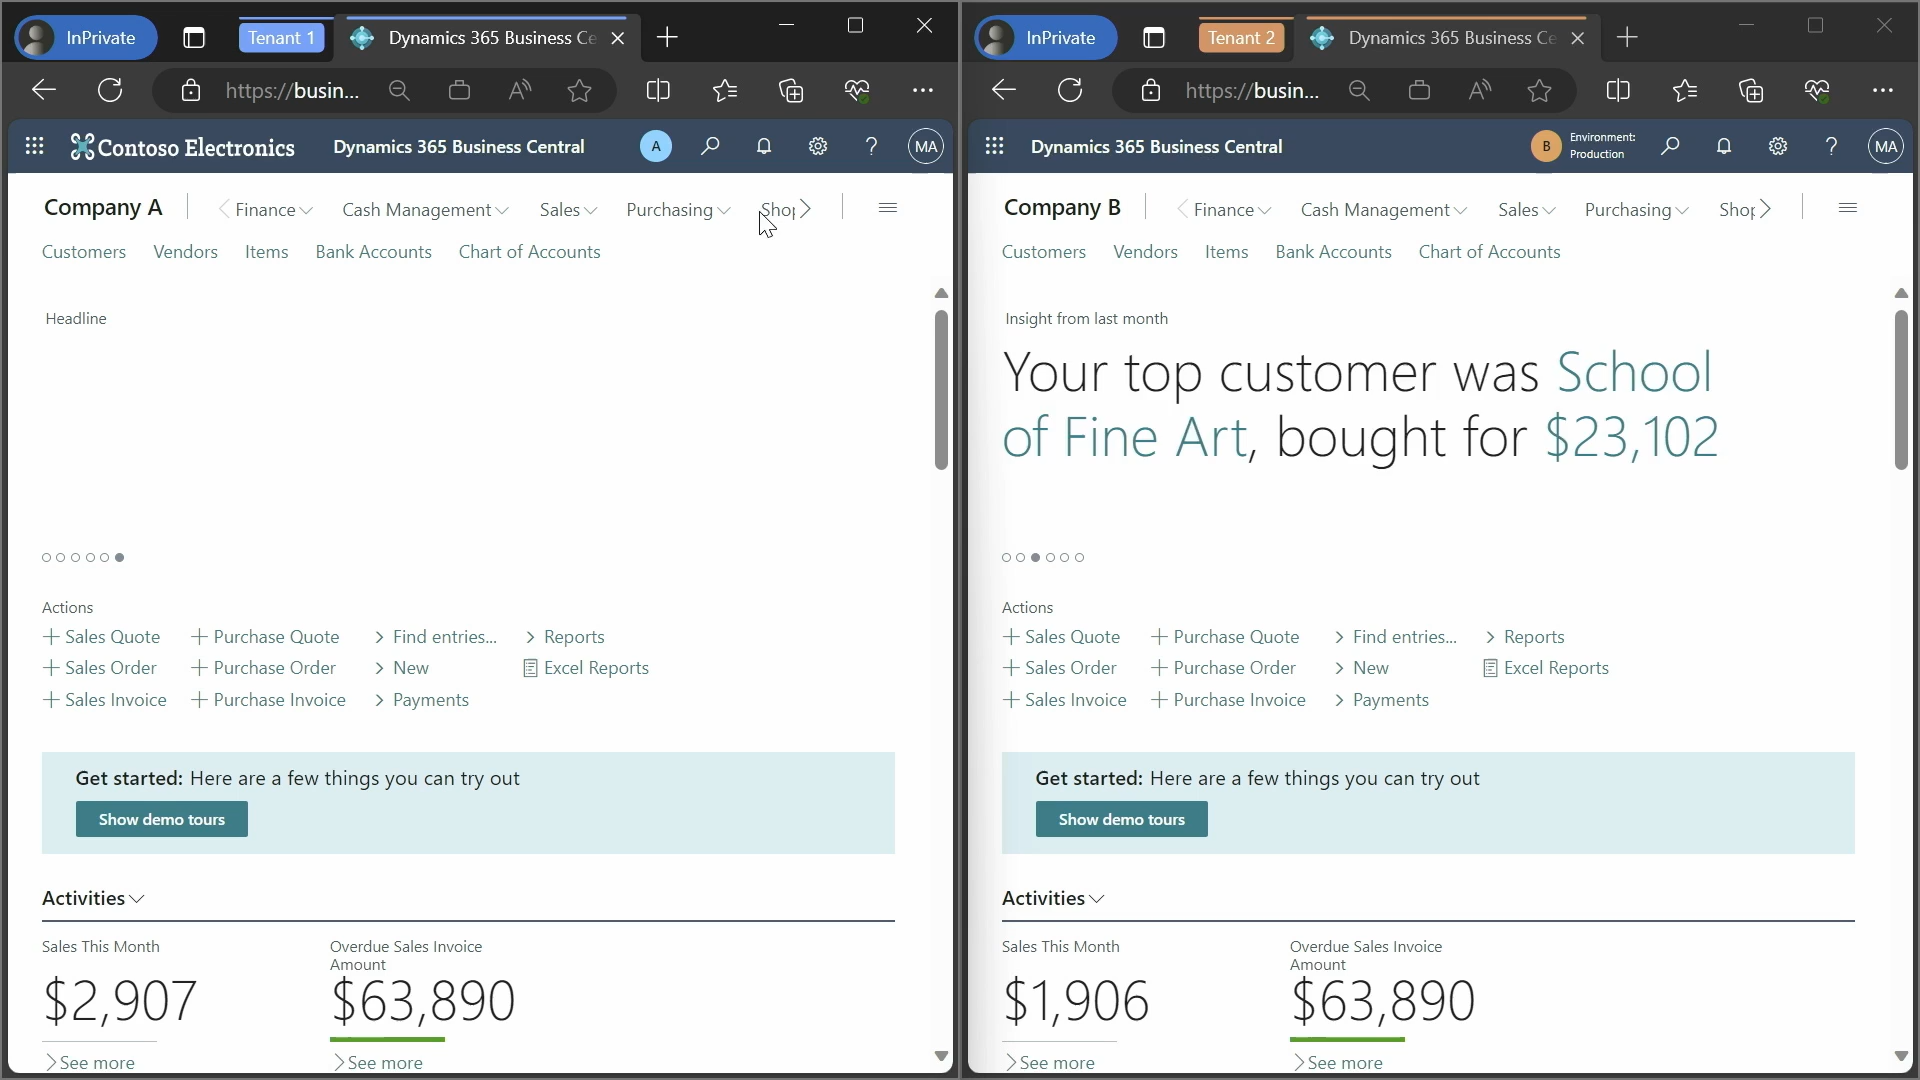 InPrivate
Tenant 1
Dynamics 365 Business Ce
https://busin...
Contoso Electronics
Dynamics 365 Business Central
A
MA
Company A
Finance
Cash Management
Sales
Purchasing
Shop
Customers
Vendors
Items
Bank Accounts
Chart of Accounts
Headline
Actions
Sales Quote
Purchase Quote
Find entries...
Reports
Sales Order
Purchase Order
New
Excel Reports
Sales Invoice
Purchase Invoice
Payments
Get started: Here are a few things you can try out
Show demo tours
Activities
Sales This Month
$2,907
See more
Overdue Sales Invoice
Amount
$63,890
See more
InPrivate
Tenant 2
Dynamics 365 Business Ce
https://busin...
Dynamics 365 Business Central
B
Environment:
Production
MA
Company B
Finance
Cash Management
Sales
Purchasing
Shop
Customers
Vendors
Items
Bank Accounts
Chart of Accounts
Insight from last month
Your top customer was School
of Fine Art, bought for $23,102
Actions
Sales Quote
Purchase Quote
Find entries...
Reports
Sales Order
Purchase Order
New
Excel Reports
Sales Invoice
Purchase Invoice
Payments
Get started: Here are a few things you can try out
Show demo tours
Activities
Sales This Month
$1,906
See more
Overdue Sales Invoice
Amount
$63,890
See more